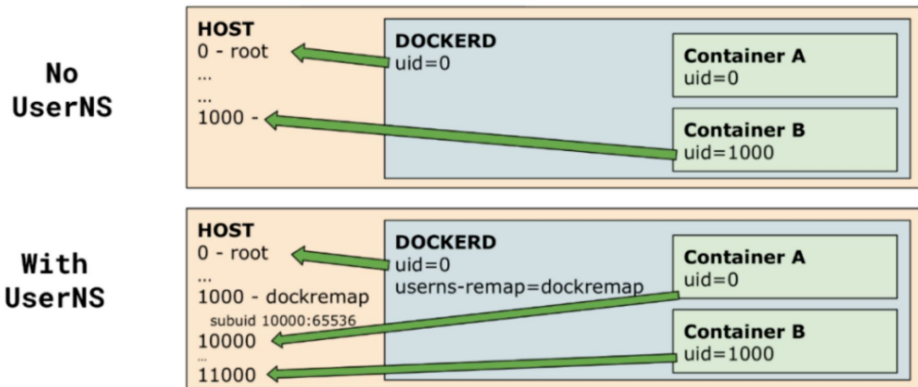 No
UserNS
HOST
0 - root
...
...
1000 -
DOCKERD
uid=0
Container A
uid=0
Container B
uid=1000
With
UserNS
HOST
0 - root
...
1000 - dockremap
subuid 10000:65536
10000
...
11000
DOCKERD
uid=0
userns-remap=dockremap
Container A
uid=0
Container B
uid=1000